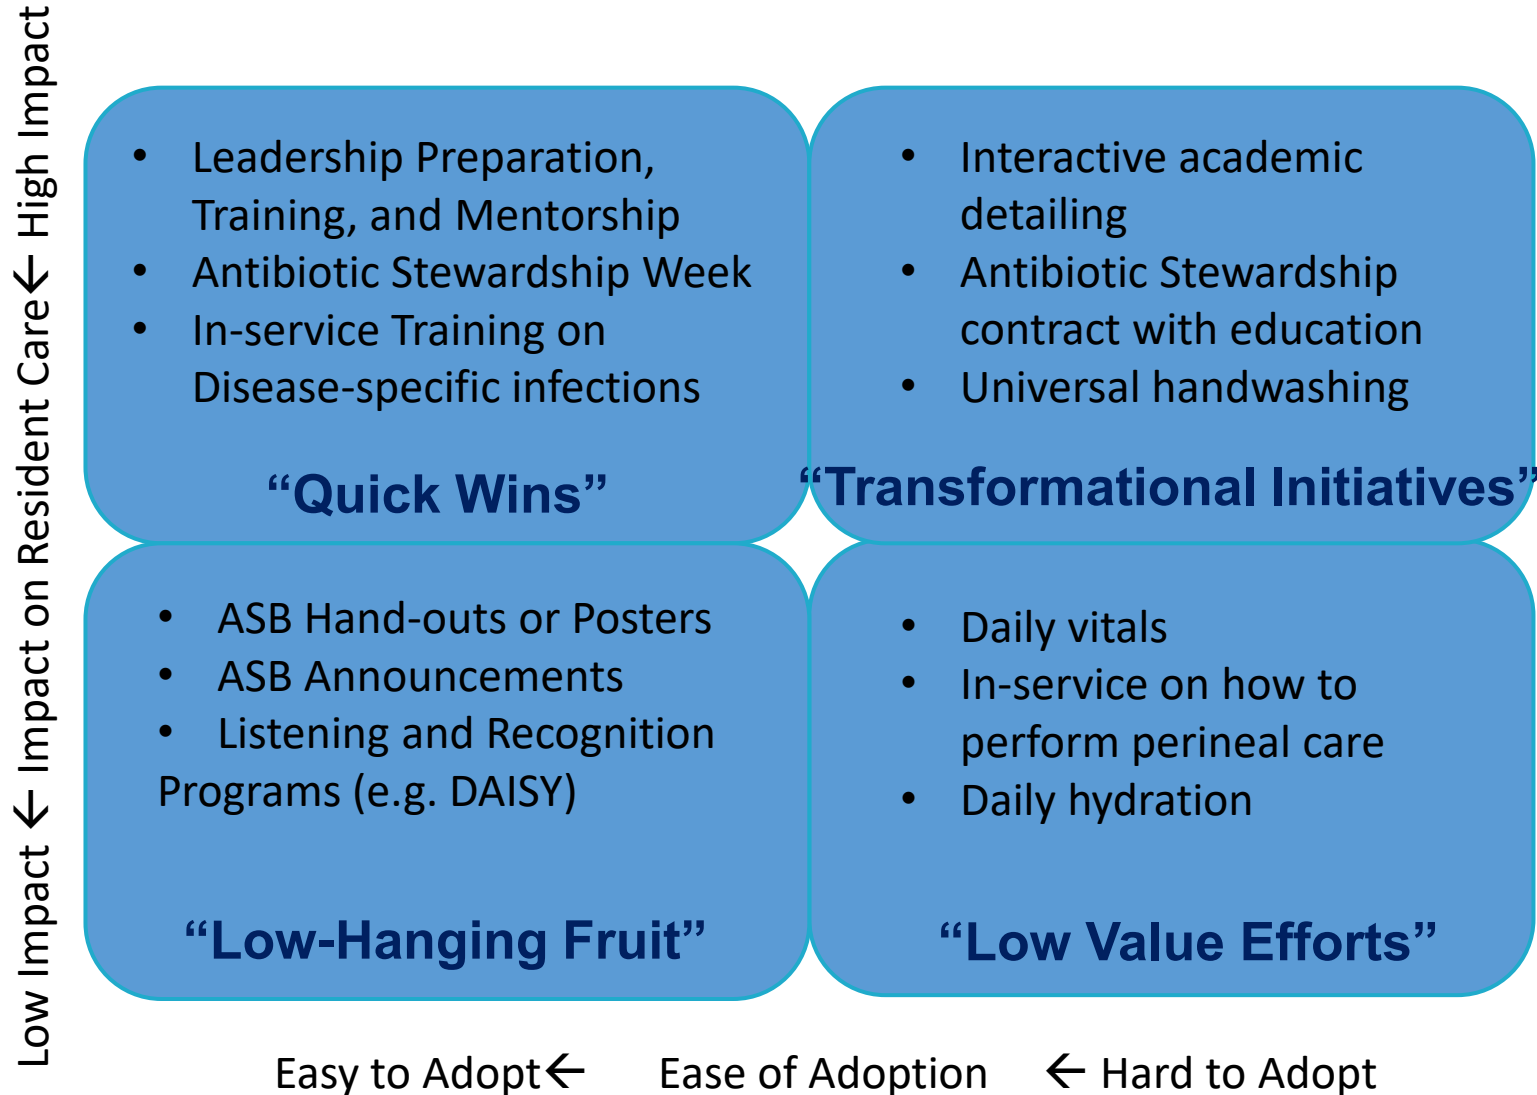 Low Impact ← Impact on Resident Care← High Impact
• Leadership Preparation,
Training, and Mentorship
• Antibiotic Stewardship Week
• In-service Training on
Disease-specific infections
“Quick Wins”
• Interactive academic
detailing
• Antibiotic Stewardship
contract with education
• Universal handwashing
“Transformational Initiatives”
• ASB Hand-outs or Posters
• ASB Announcements
• Listening and Recognition
Programs (e.g. DAISY)
“Low-Hanging Fruit”
• Daily vitals
• In-service on how to
perform perineal care
• Daily hydration
“Low Value Efforts”
Easy to Adopt← Ease of Adoption ← Hard to Adopt